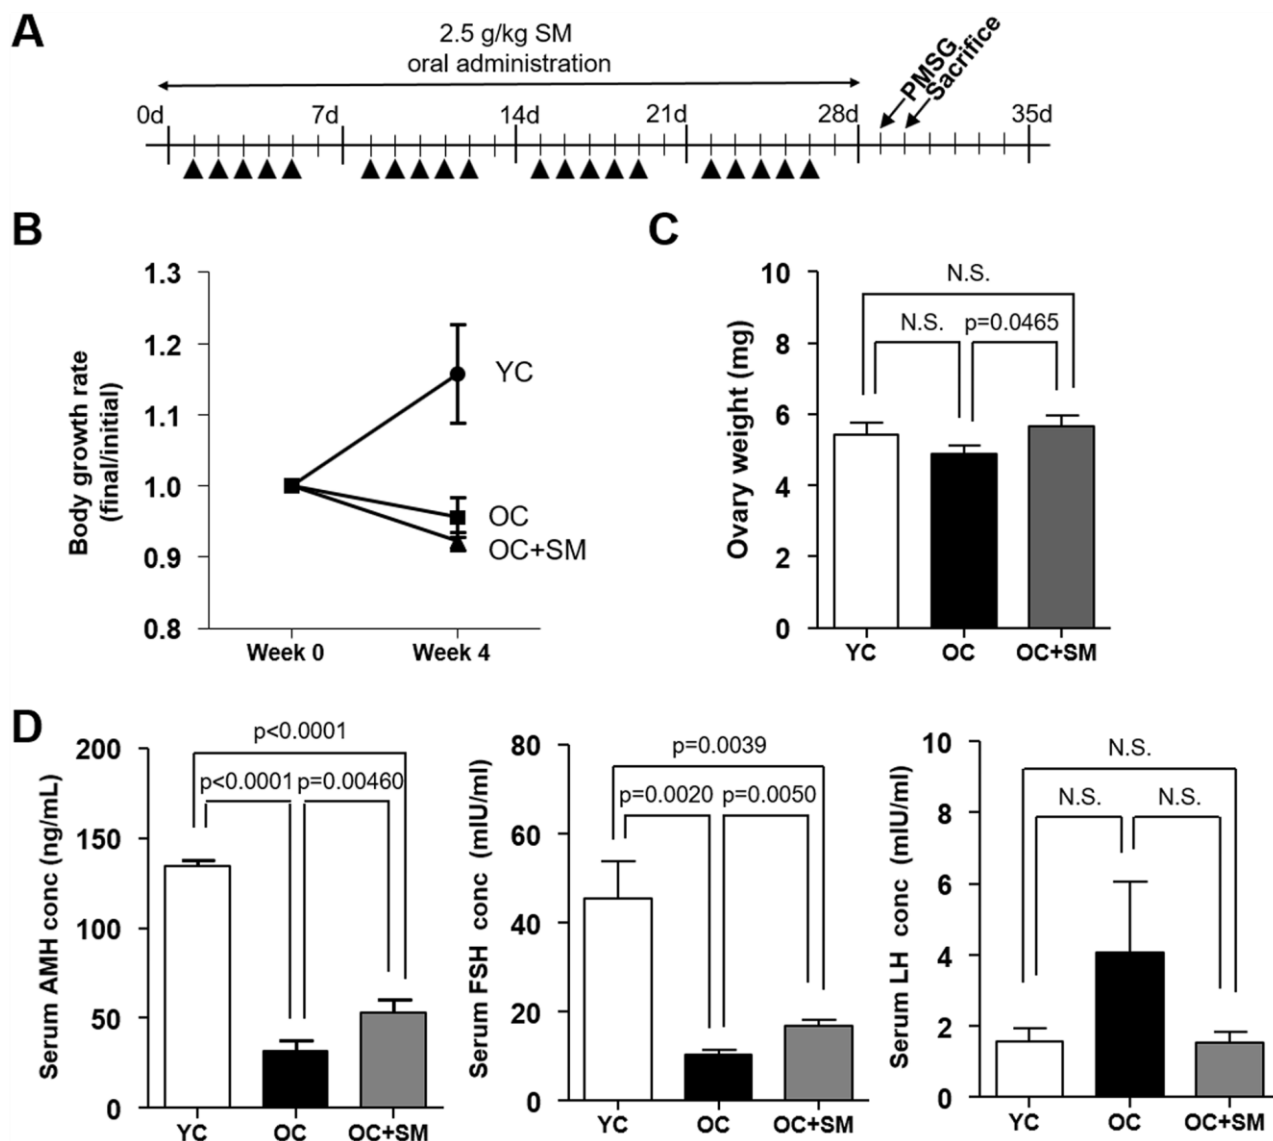 A
2.5 g/kg SM
oral administration
PMSG
Sacrifice
0d 7d 14d 21d 28d 35d
B
Body growth rate
(final/initial)
1.3
1.2
1.1
1.0
0.9
0.8
YC
OC
OC+SM
Week 0 Week 4
C
Ovary weight (mg)
10
8
6
4
2
0
N.S.
N.S. p=0.0465
YC OC OC+SM
D
Serum AMH conc (ng/mL)
200
150
100
50
0
p<0.0001
p<0.0001 p=0.00460
YC OC OC+SM
Serum FSH conc (mIU/ml)
80
60
40
20
0
p=0.0039
p=0.0020 p=0.0050
YC OC OC+SM
Serum LH conc (mIU/ml)
10
8
6
4
2
0
N.S.
N.S. N.S.
YC OC OC+SM